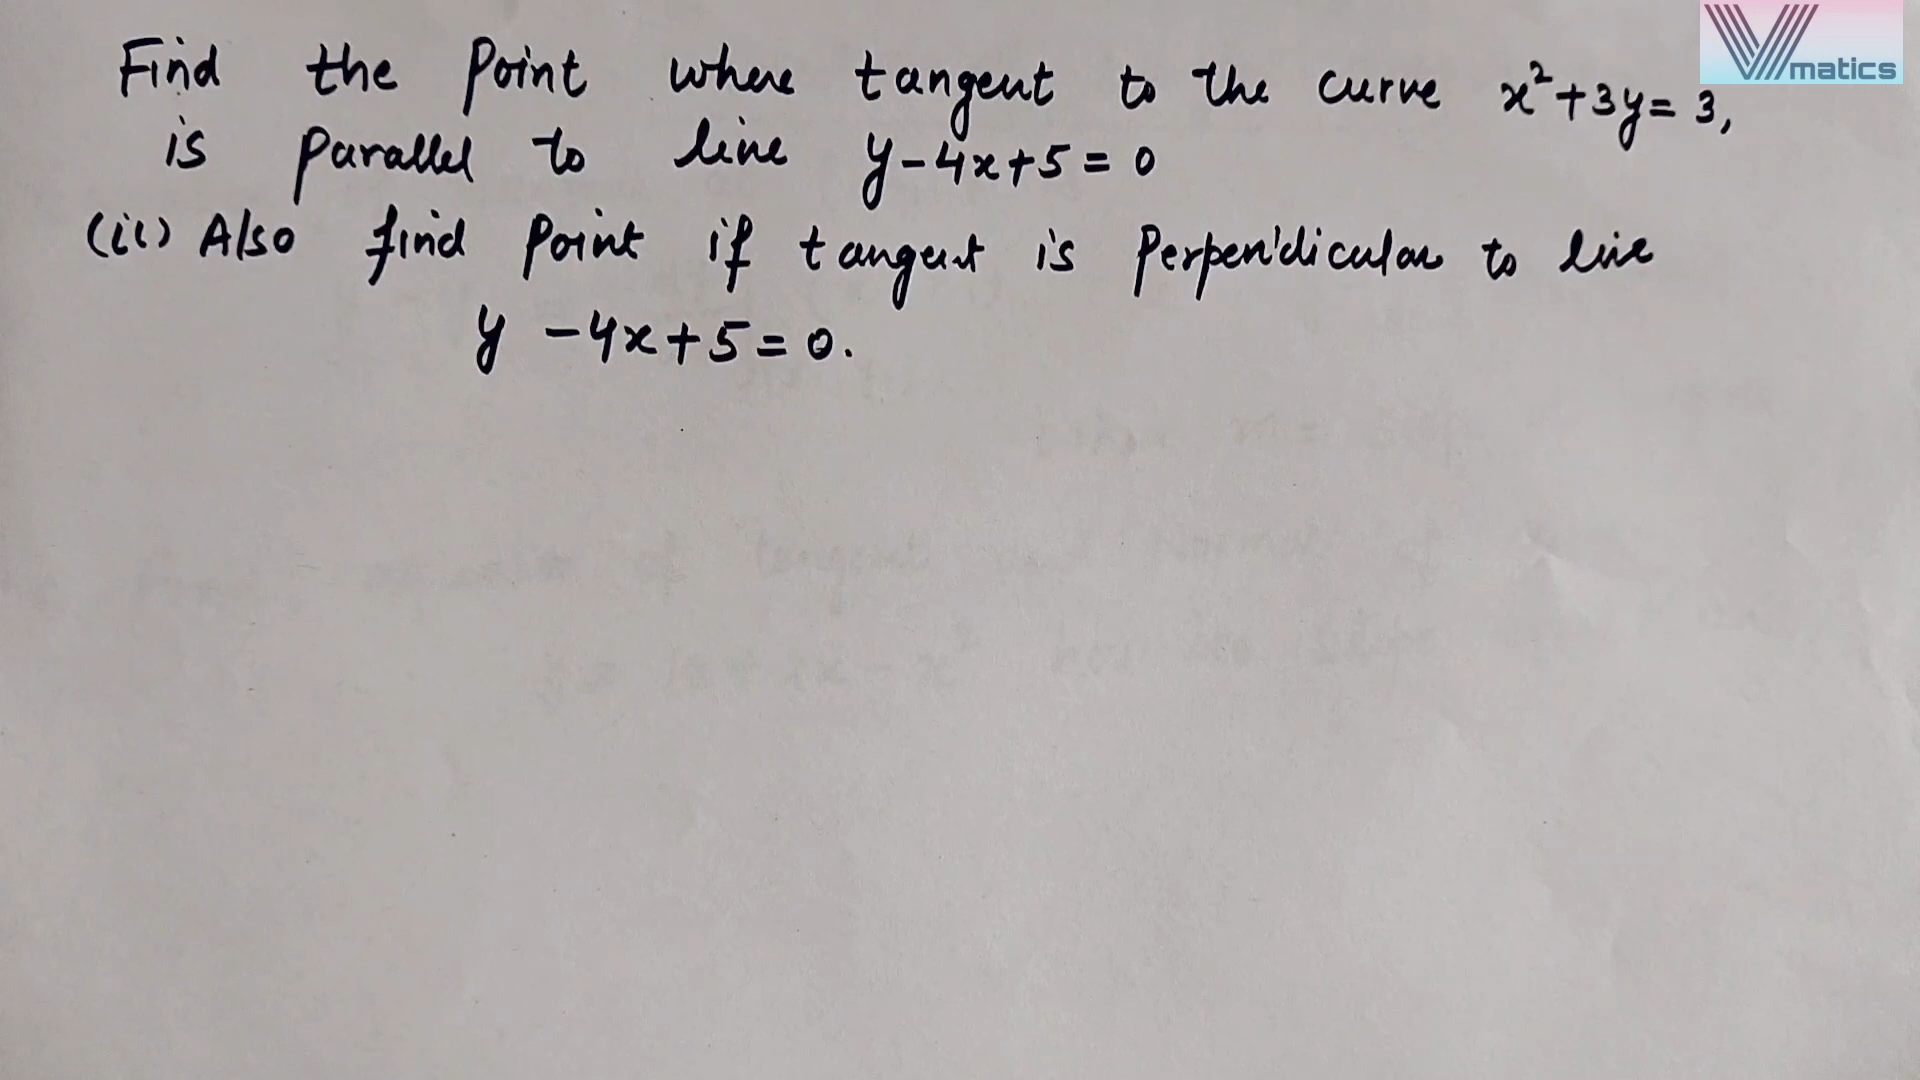 Find the Point where tangent to the curve x²+3y=3,
is parallel to line y-4x+5=0
(ii) Also find Point if tangent is Perpendicular to line
y -4x+5=0.
Vmatics